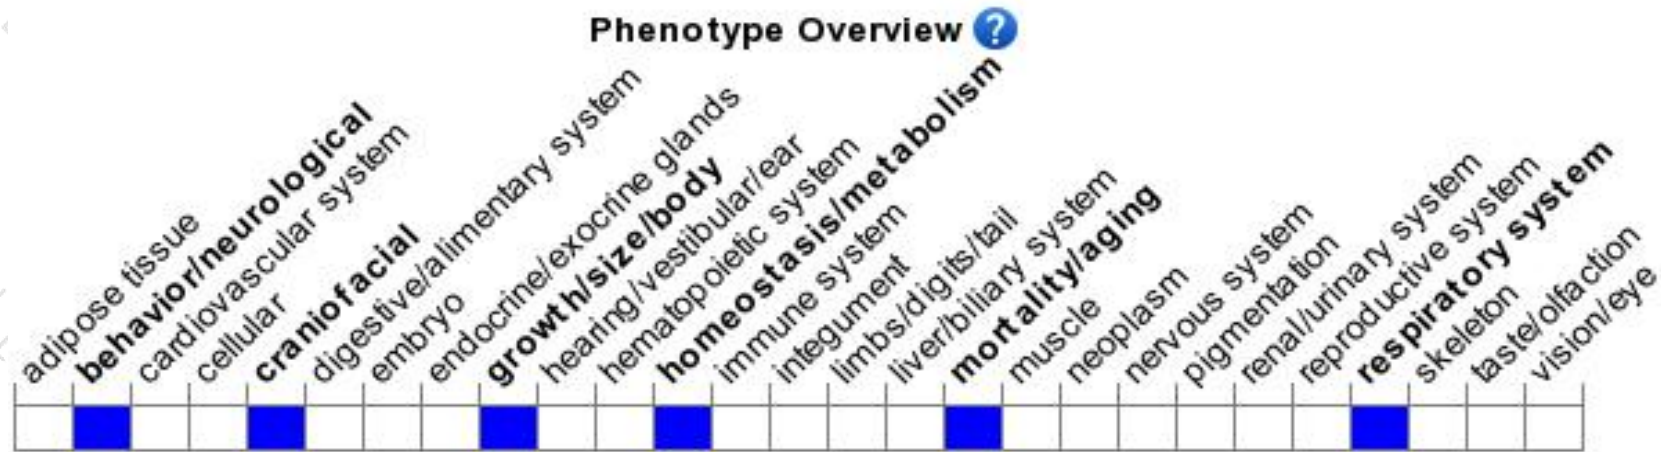 Phenotype Overview ?
adipose tissue
behavior/neurological
cardiovascular system
cellular
craniofacial
digestive/alimentary system
embryo
endocrine/exocrine glands
growth/size/body
hearing/vestibular/ear
hematopoietic system
homeostasis/metabolism
immune system
integument
limbs/digits/tail
liver/biliary system
mortality/aging
muscle
neoplasm
nervous system
pigmentation
renal/urinary system
reproductive system
respiratory system
skeleton
taste/olfaction
vision/eye